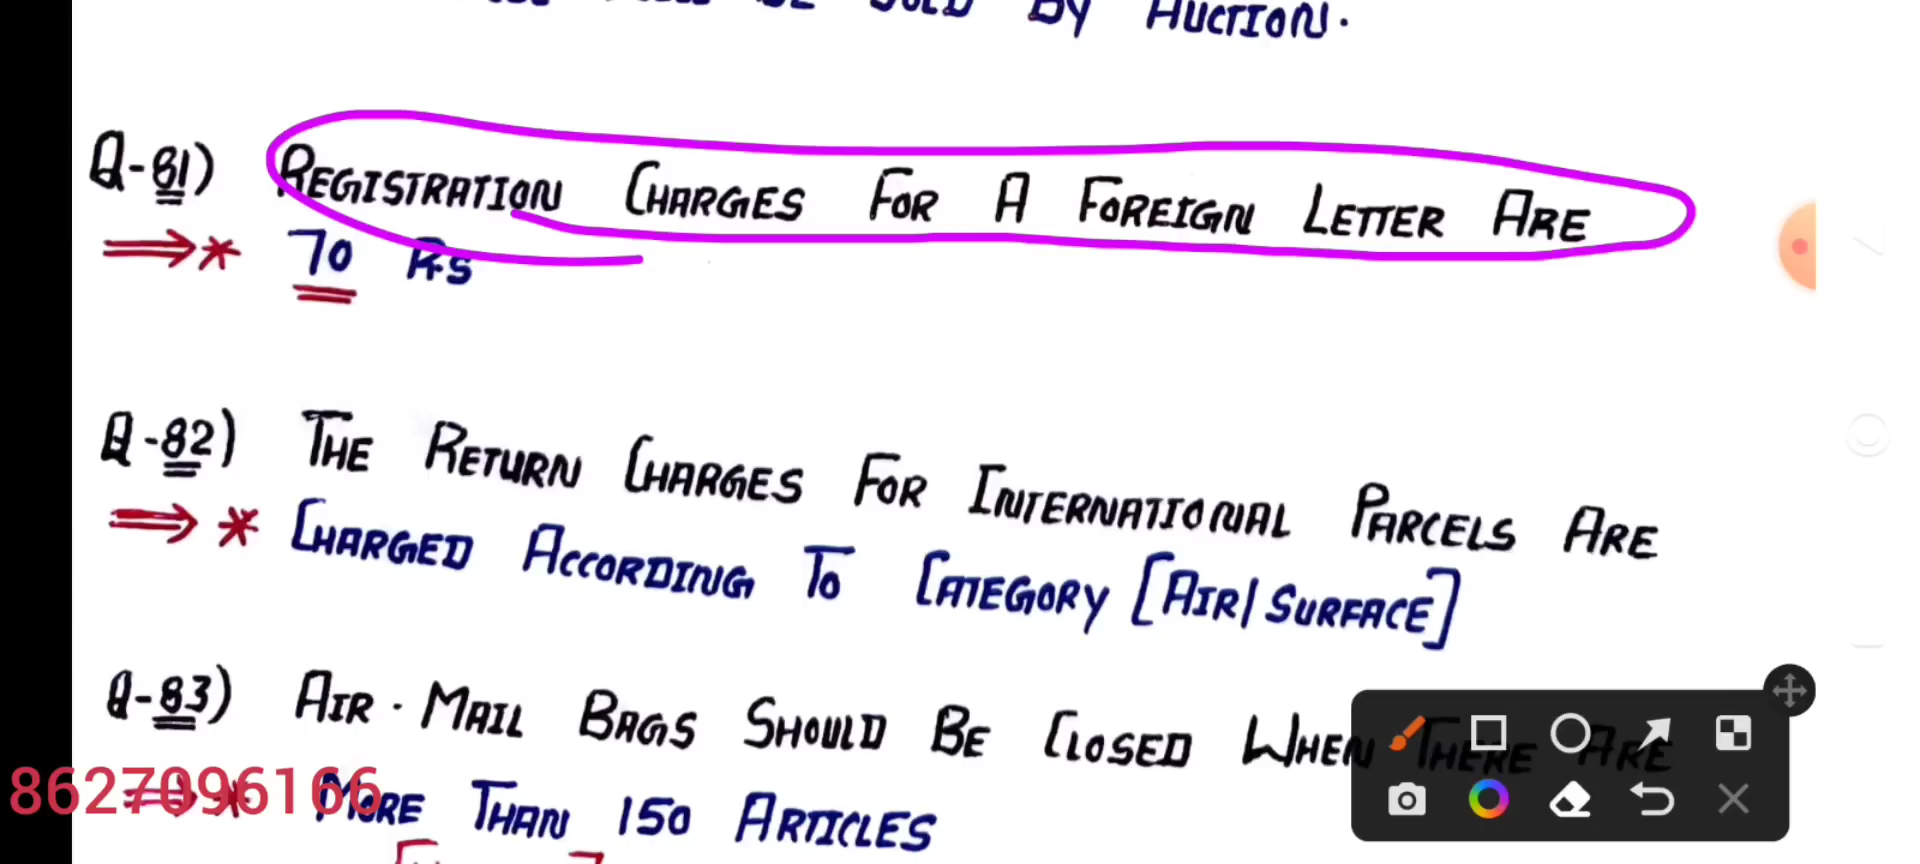 BY AUCTION.
Q-81) REGISTRATION CHARGES FOR A FOREIGN LETTER ARE
⇒* 70 Rs
Q-82) THE RETURN CHARGES FOR INTERNATIONAL PARCELS ARE
⇒* CHARGED ACCORDING TO CATEGORY [AIR/SURFACE]
Q-83) AIR-MAIL BAGS SHOULD BE CLOSED WHEN THERE ARE
⇒* MORE THAN 150 ARTICLES
8627096166